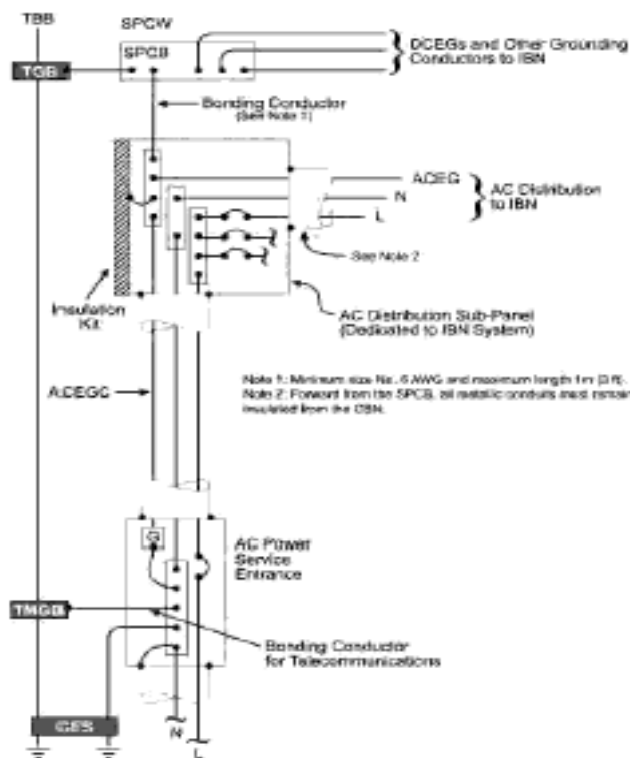 TBB
SPCW
SPCB
TGB
DCEGs and Other Grounding
Conductors to IBN
Bonding Conductor
(See Note 1)
ACEG
N
L
AC Distribution
to IBN
See Note 2
Insulation
Kit
AC Distribution Sub-Panel
(Dedicated to IBN System)
ACEGC
Note 1: Minimum size No. 6 AWG and maximum length 1m (3 ft).
Note 2: Forward from the SPCB, all metallic conduits must remain
insulated from the CBN.
G
AC Power
Service
Entrance
TMGB
Bonding Conductor
for Telecommunications
GES
N
L